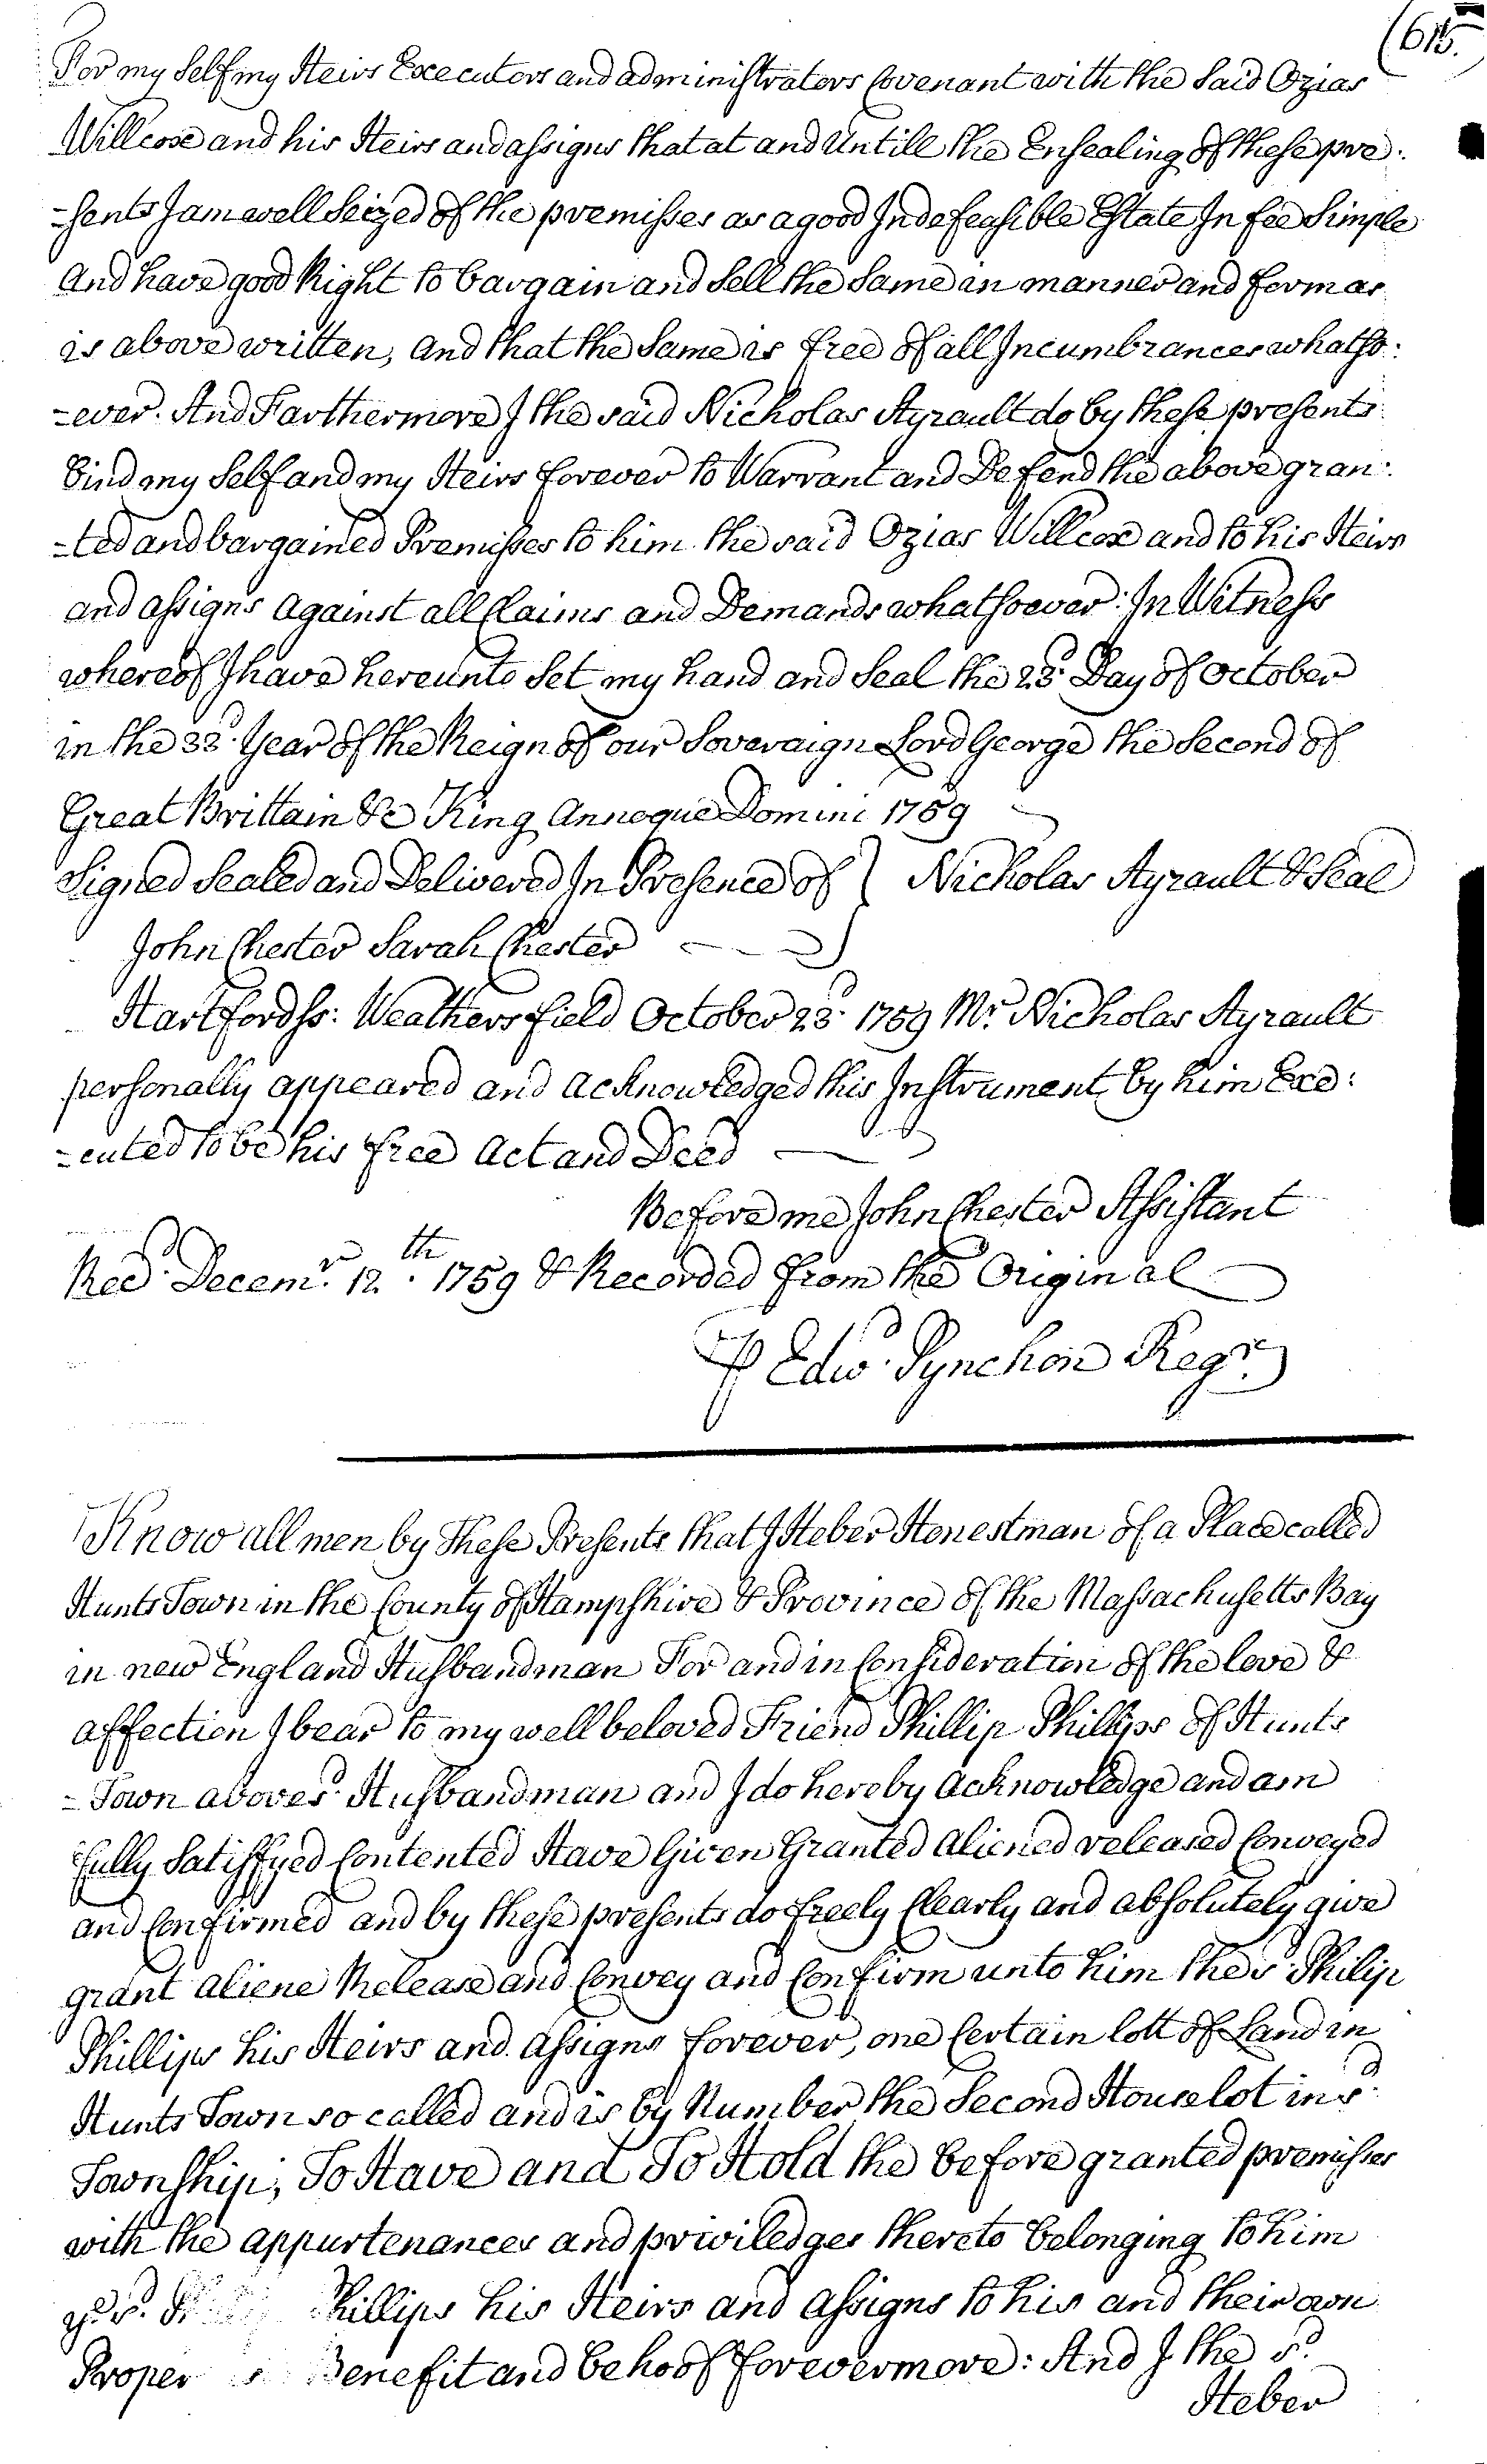 (615.
For my Self my Heirs Executors and administrators Covenant with the Said Ozias
Willcox and his Heirs and assigns that at and Untill the Ensealing of these pre:
-sents I am well Seized of the premisses as a good Indefeasible Estate In fee Simple
And have good Right to bargain and Sell the Same in manner and form as
is above written, and that the Same is free of all Incumbrances whatso:
-ever. And Farthermore I the said Nicholas Ayrault do by these presents
bind my Self and my Heirs forever to Warrant and Defend the above gran:
-ted and bargained Premisses to him the said Ozias Willcox and to his Heirs
and assigns against all Claims and Demands whatsoever: In Witness
whereof I have hereunto Set my hand and Seal the 23d. Day of October
in the 33d. Year of the Reign of our Soveraign Lord George the Second of
Great Brittain &c King Annoque Domini 1759
Signed Sealed and Delivered In Presence of } Nicholas Ayrault & Seal
John Chester Sarah Chester
Hartford ss: Weathersfield October 23d. 1759 Mr. Nicholas Ayrault
personally appeared and acknowledged this Instrument by him Exe:
-cuted to be his free Act and Deed
Before me John Chester Assistant
Recd. Decemr. 12th. 1759 & Recorded from the Original
P Edwd. Pynchon Regr.
Know all men by These Presents that I Heber Honestman of a Place called
Hunts Town in the County of Hampshire & Province of the Massachusetts Bay
in new England Husbandman For and in Consideration of the love &
affection I bear to my well beloved Friend Phillip Phillips of Hunts
-Town aboves.d Husbandman and I do hereby acknowledge and am
fully Satisfyed Contented Have Given Granted aliened released Conveyed
and Confirmed and by these presents do freely Clearly and absolutely give
grant aliene Release and Convey and Confirm unto him the sd. Philip
Phillips his Heirs and assigns forever, one Certain lott of Land in
Hunts Town so called and is by Number the Second Houselot in sd.
Township; To Have and To Hold the before granted premisses
with the appurtenances and priviledges thereto belonging to him
ye sd. Phillips his Heirs and assigns to his and their own
Proper Benefit and behoof forevermore: And I the sd.
Heber